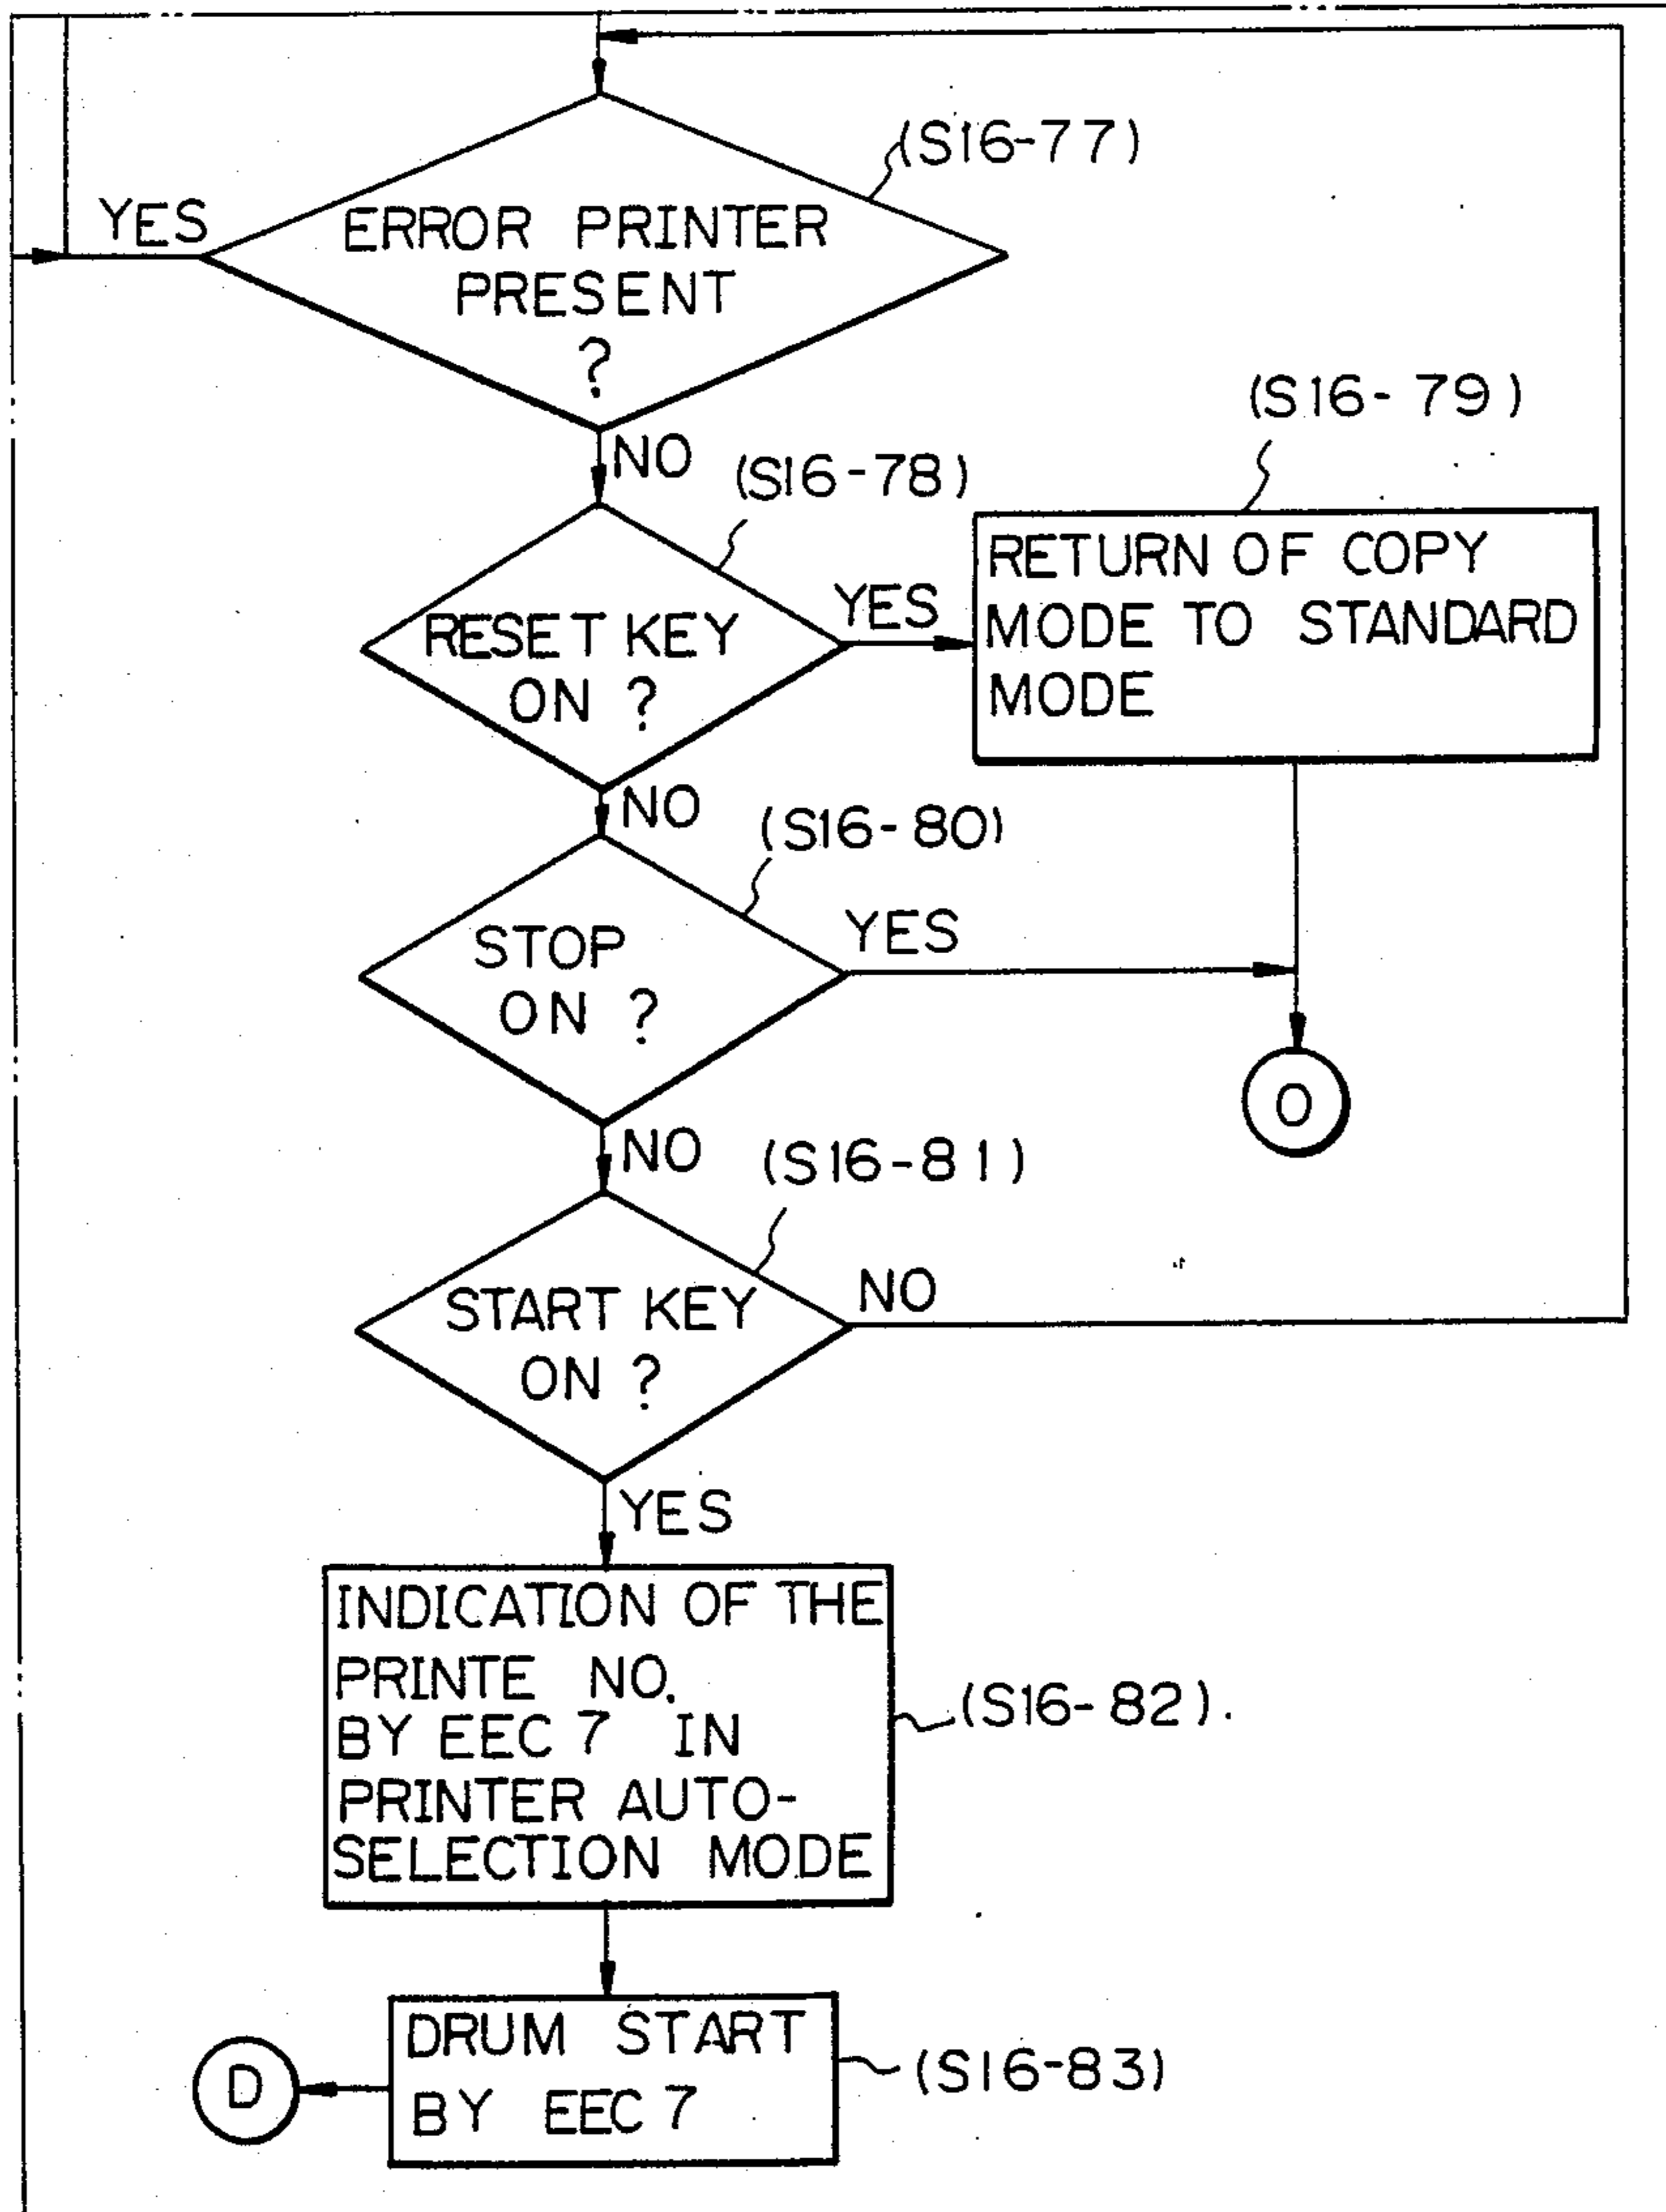 (S16-77)
YES
ERROR PRINTER
PRESENT
?
NO
(S16-78)
(S16-79)
RESET KEY
ON ?
YES
RETURN OF COPY
MODE TO STANDARD
MODE
NO
(S16-80)
STOP
ON ?
YES
O
NO
(S16-81)
START KEY
ON ?
NO
YES
INDICATION OF THE
PRINTE NO.
BY EEC 7 IN
PRINTER AUTO-
SELECTION MODE
(S16-82).
DRUM START
BY EEC 7
(S16-83)
D